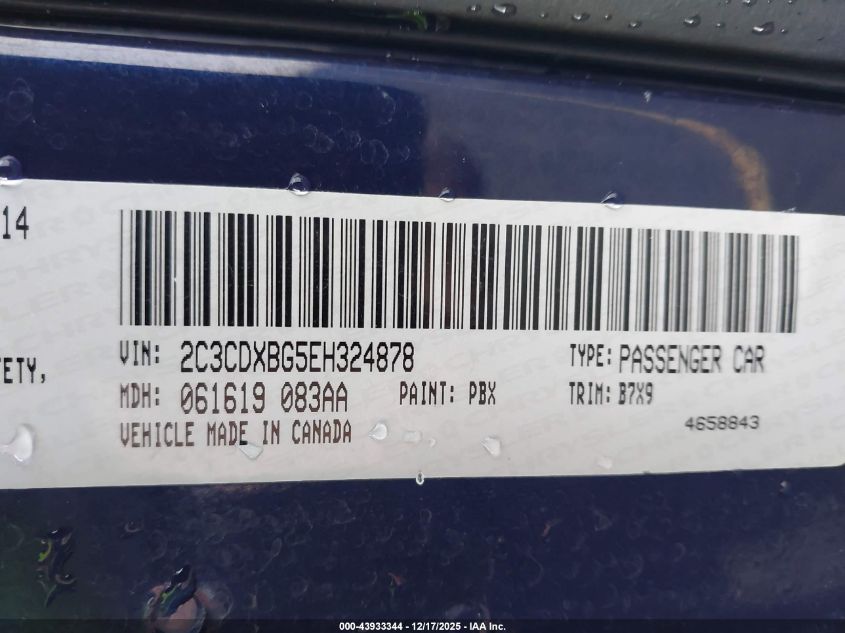 14
ETY,
VIN: 2C3CDXBG5EH324878
TYPE: PASSENGER CAR
MDH: 061619 083AA
PAINT: PBX
TRIM: B7X9
VEHICLE MADE IN CANADA
4658843
000-43933344 - 12/17/2025 - IAA Inc.